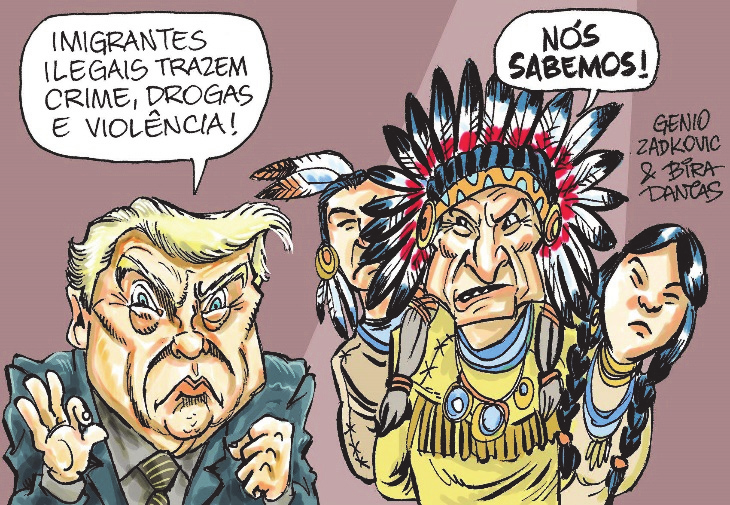 IMIGRANTES
ILEGAIS TRAZEM
CRIME, DROGAS
E VIOLÊNCIA!
NÓS
SABEMOS!
GENIO
ZADKOVIC
& BIRA
DANTAS